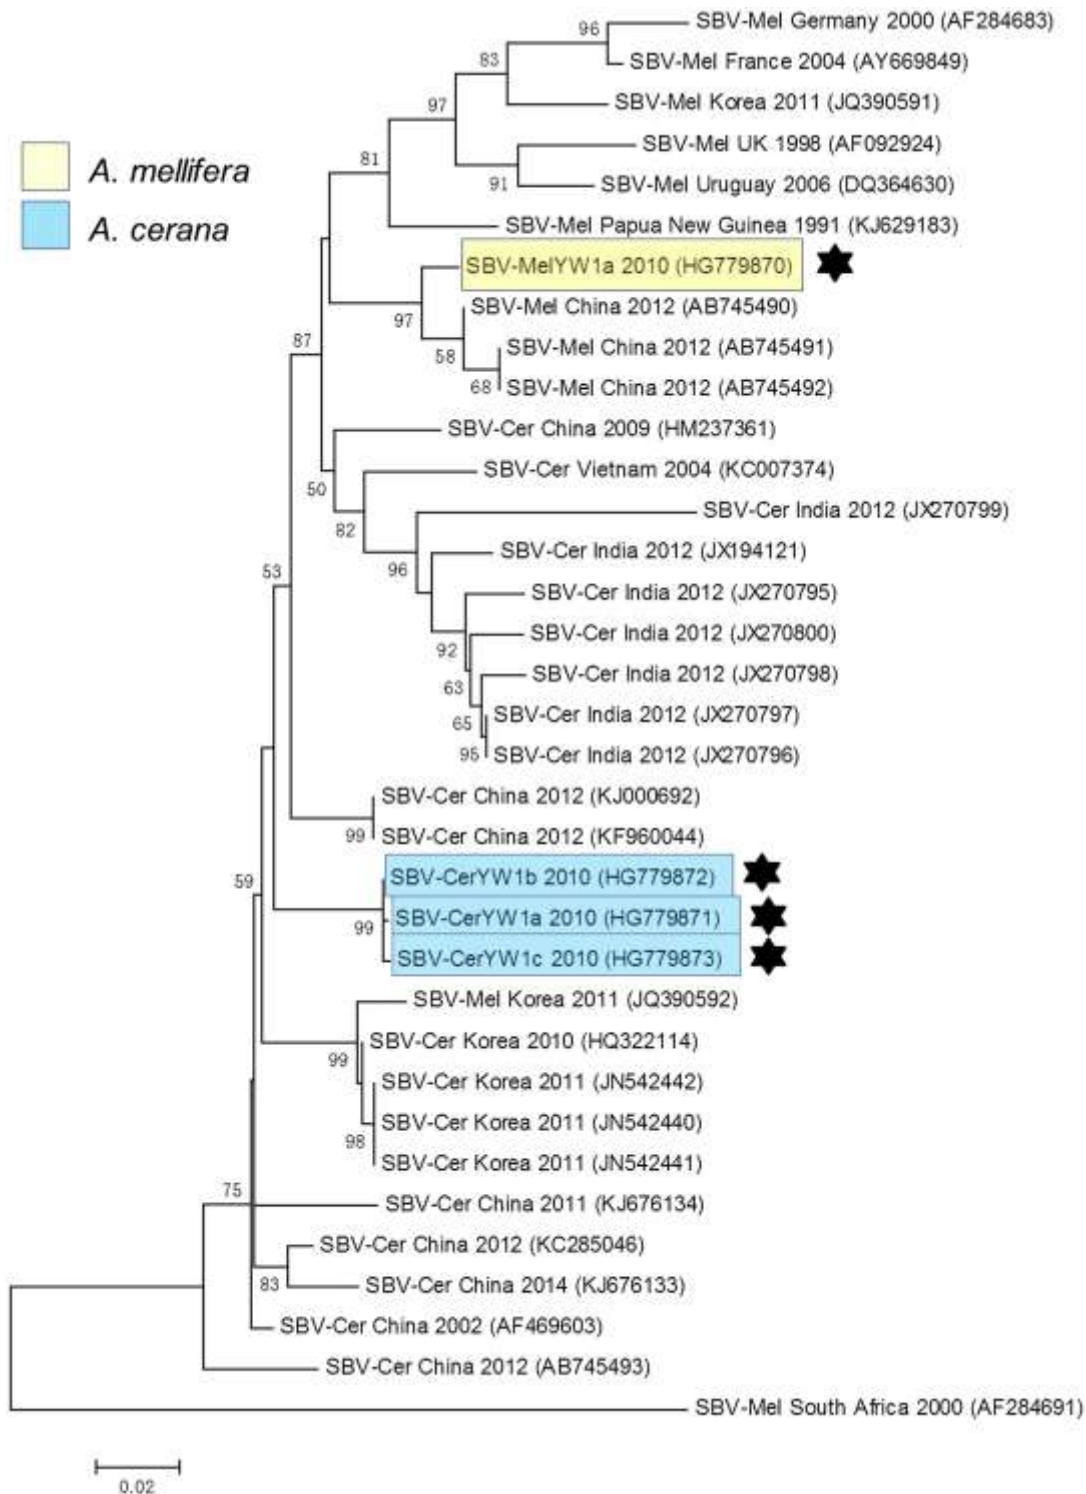 96
SBV-Mel Germany 2000 (AF284683)
83
SBV-Mel France 2004 (AY669849)
97
SBV-Mel Korea 2011 (JQ390591)
81
SBV-Mel UK 1998 (AF092924)
91
SBV-Mel Uruguay 2006 (DQ364630)
SBV-Mel Papua New Guinea 1991 (KJ629183)
A. mellifera
A. cerana
SBV-MelYW1a 2010 (HG779870)
97
SBV-Mel China 2012 (AB745490)
87
58
SBV-Mel China 2012 (AB745491)
68
SBV-Mel China 2012 (AB745492)
SBV-Cer China 2009 (HM237361)
50
SBV-Cer Vietnam 2004 (KC007374)
82
SBV-Cer India 2012 (JX270799)
96
SBV-Cer India 2012 (JX194121)
53
SBV-Cer India 2012 (JX270795)
92
SBV-Cer India 2012 (JX270800)
63
SBV-Cer India 2012 (JX270798)
65
SBV-Cer India 2012 (JX270797)
95
SBV-Cer India 2012 (JX270796)
SBV-Cer China 2012 (KJ000692)
99
SBV-Cer China 2012 (KF960044)
59
SBV-CerYW1b 2010 (HG779872)
99
SBV-CerYW1a 2010 (HG779871)
SBV-CerYW1c 2010 (HG779873)
SBV-Mel Korea 2011 (JQ390592)
99
SBV-Cer Korea 2010 (HQ322114)
SBV-Cer Korea 2011 (JN542442)
SBV-Cer Korea 2011 (JN542440)
98
SBV-Cer Korea 2011 (JN542441)
75
SBV-Cer China 2011 (KJ676134)
SBV-Cer China 2012 (KC285046)
83
SBV-Cer China 2014 (KJ676133)
SBV-Cer China 2002 (AF469603)
SBV-Cer China 2012 (AB745493)
SBV-Mel South Africa 2000 (AF284691)
0.02